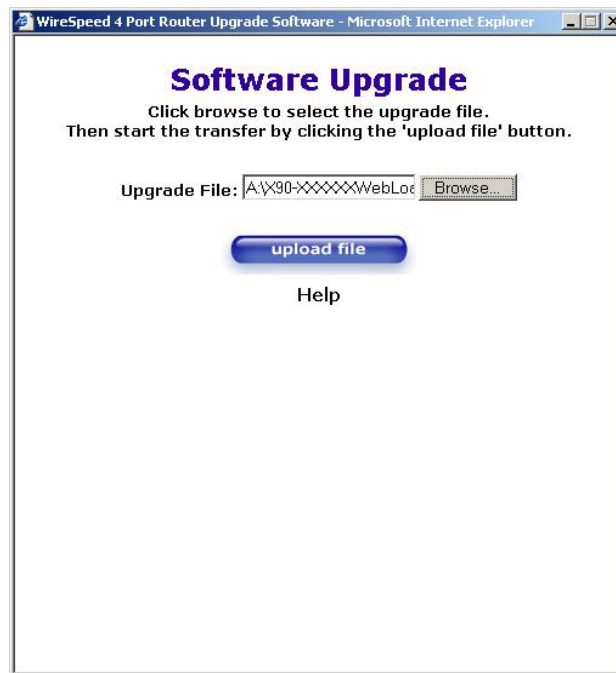 WireSpeed 4 Port Router Upgrade Software - Microsoft Internet Explorer
Software Upgrade
Click browse to select the upgrade file.
Then start the transfer by clicking the 'upload file' button.
Upgrade File: A:\X90-XXXXXXWebLoa Browse...
upload file
Help